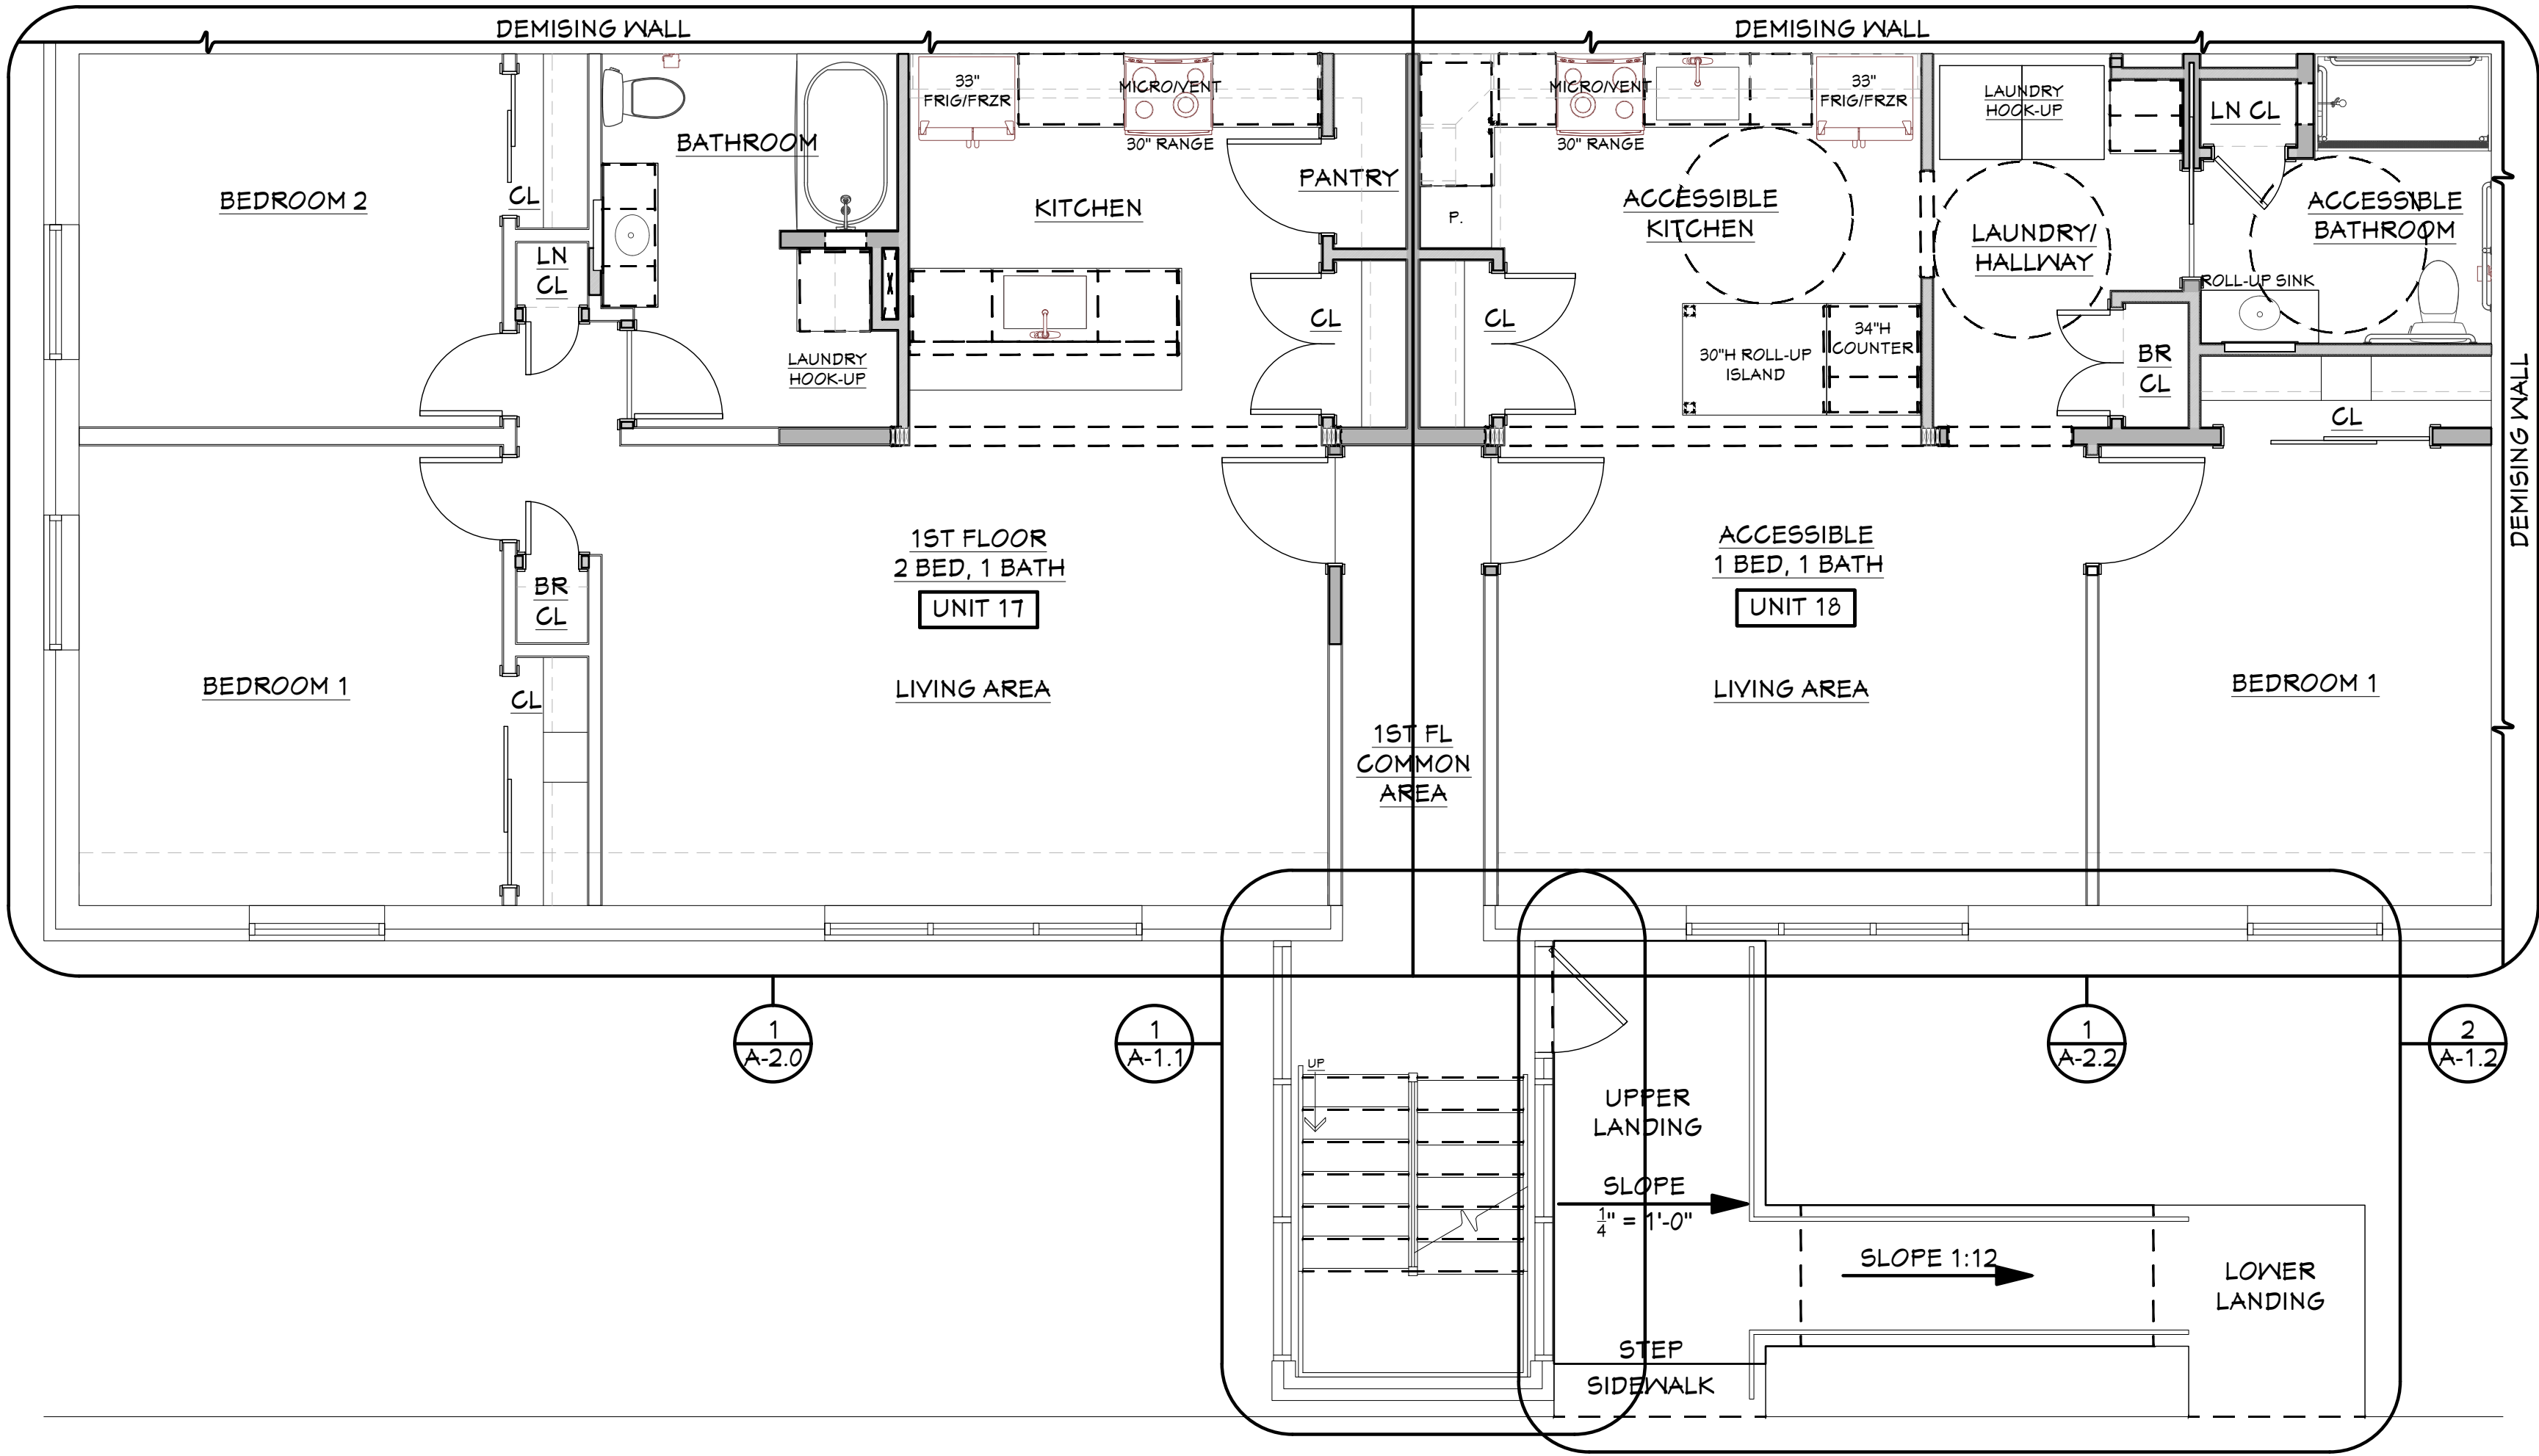 DEMISING WALL
DEMISING WALL
33"
FRIG/FRZR
MICRO/VENT
30" RANGE
MICRO/VENT
30" RANGE
33"
FRIG/FRZR
LAUNDRY
HOOK-UP
LN CL
BATHROOM
BEDROOM 2
CL
KITCHEN
PANTRY
P.
ACCESSIBLE
KITCHEN
LAUNDRY/
HALLWAY
ACCESSIBLE
BATHROOM
ROLL-UP SINK
LN
CL
LAUNDRY
HOOK-UP
CL
CL
30"H ROLL-UP
ISLAND
34"H
COUNTER
BR
CL
CL
DEMISING WALL
1ST FLOOR
2 BED, 1 BATH
UNIT 17
ACCESSIBLE
1 BED, 1 BATH
UNIT 18
BR
CL
BEDROOM 1
CL
LIVING AREA
LIVING AREA
BEDROOM 1
1ST FL
COMMON
AREA
1
A-2.0
1
A-1.1
1
A-2.2
2
A-1.2
UP
UPPER
LANDING
SLOPE
1/4" = 1'-0"
SLOPE 1:12
LOWER
LANDING
STEP
SIDEWALK